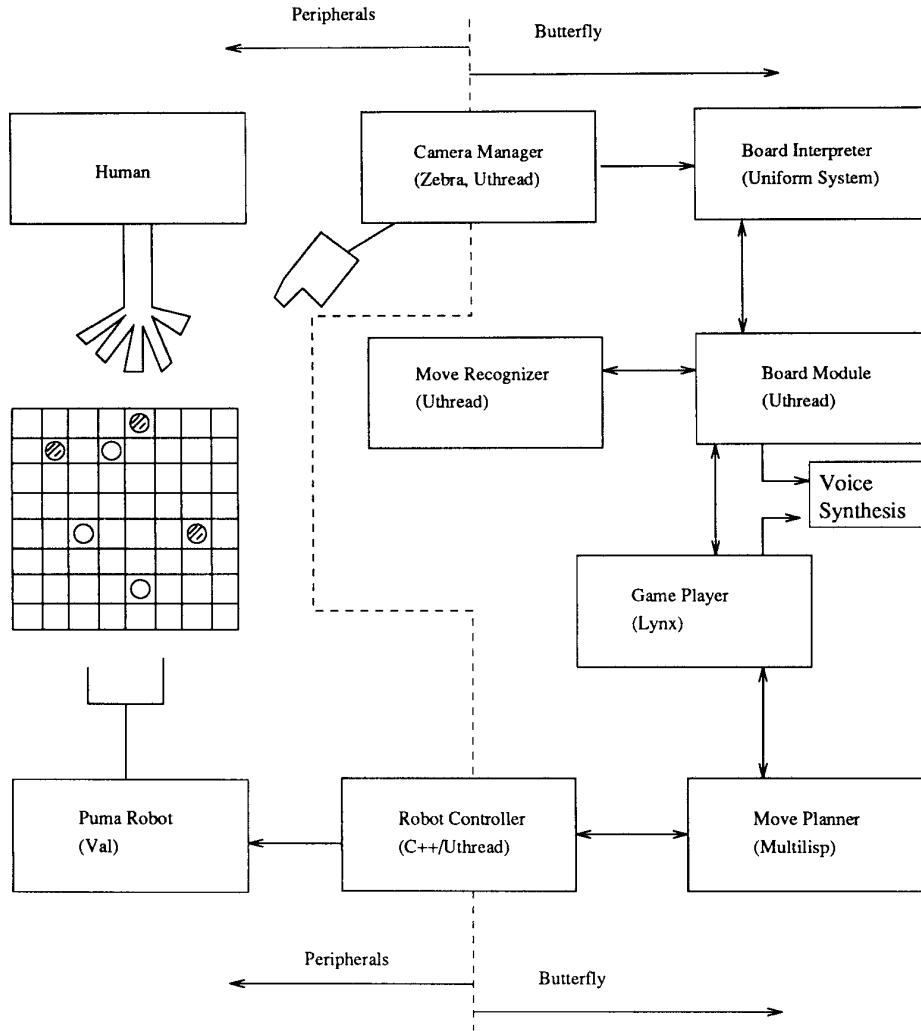 Peripherals
Butterfly
Human
Camera Manager
(Zebra, Uthread)
Board Interpreter
(Uniform System)
Move Recognizer
(Uthread)
Board Module
(Uthread)
Voice
Synthesis
Game Player
(Lynx)
Puma Robot
(Val)
Robot Controller
(C++/Uthread)
Move Planner
(Multilisp)
Peripherals
Butterfly